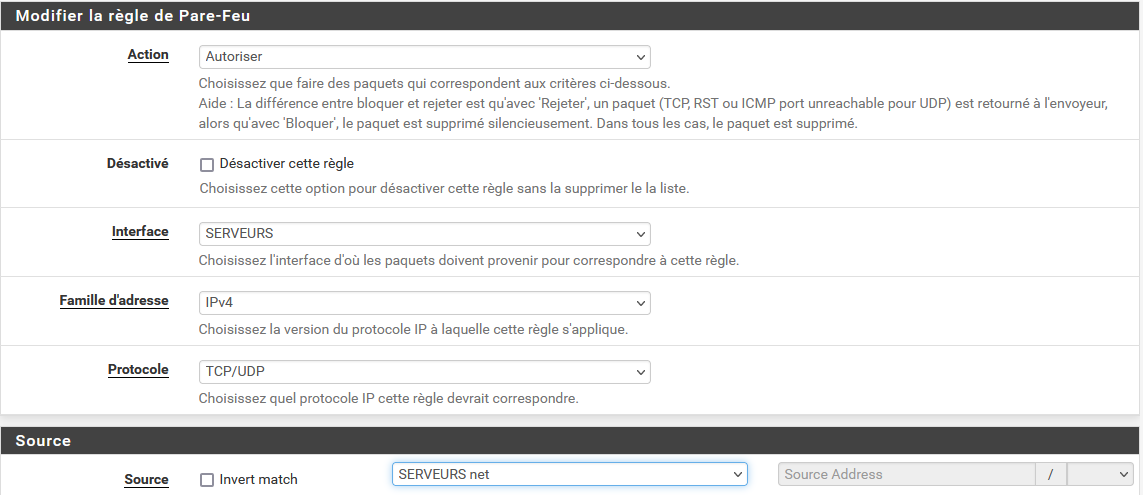 Modifier la règle de Pare-Feu
Action
Autoriser
Choisissez que faire des paquets qui correspondent aux critères ci-dessous.
Aide : La différence entre bloquer et rejeter est qu'avec 'Rejeter', un paquet (TCP, RST ou ICMP port unreachable pour UDP) est retourné à l'envoyeur,
alors qu'avec 'Bloquer', le paquet est supprimé silencieusement. Dans tous les cas, le paquet est supprimé.
Désactivé
Désactiver cette règle
Choisissez cette option pour désactiver cette règle sans la supprimer le la liste.
Interface
SERVEURS
Choisissez l'interface d'où les paquets doivent provenir pour correspondre à cette règle.
Famille d'adresse
IPv4
Choisissez la version du protocole IP à laquelle cette règle s'applique.
Protocole
TCP/UDP
Choisissez quel protocole IP cette règle devrait correspondre.
Source
Source
Invert match
SERVEURS net
Source Address
/